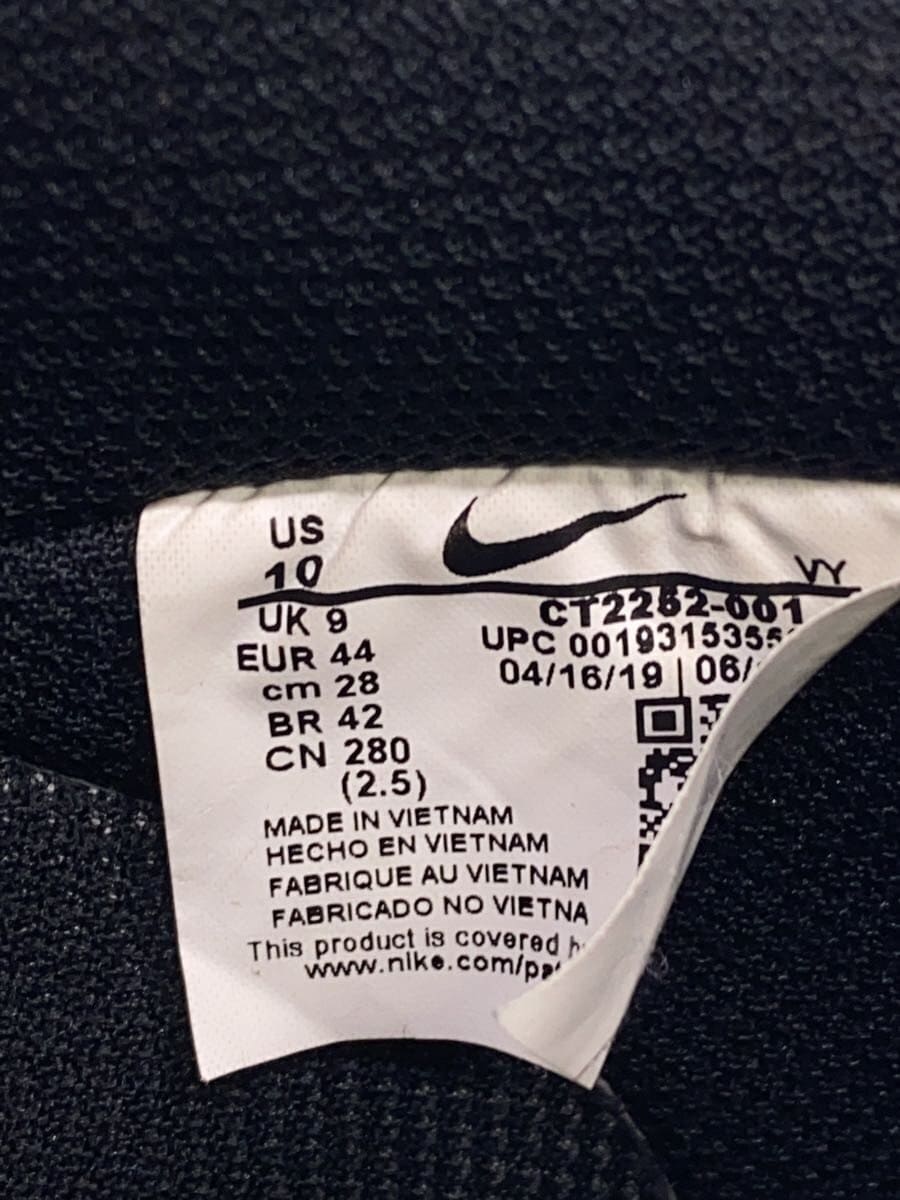 US
10
VY
UK 9
EUR 44
cm 28
BR 42
CN 280
(2.5)
CT2252-001
UPC 0019315355
04/16/19 | 06/
MADE IN VIETNAM
HECHO EN VIETNAM
FABRIQUE AU VIETNAM
FABRICADO NO VIETNA
This product is covered
www.nike.com/pat